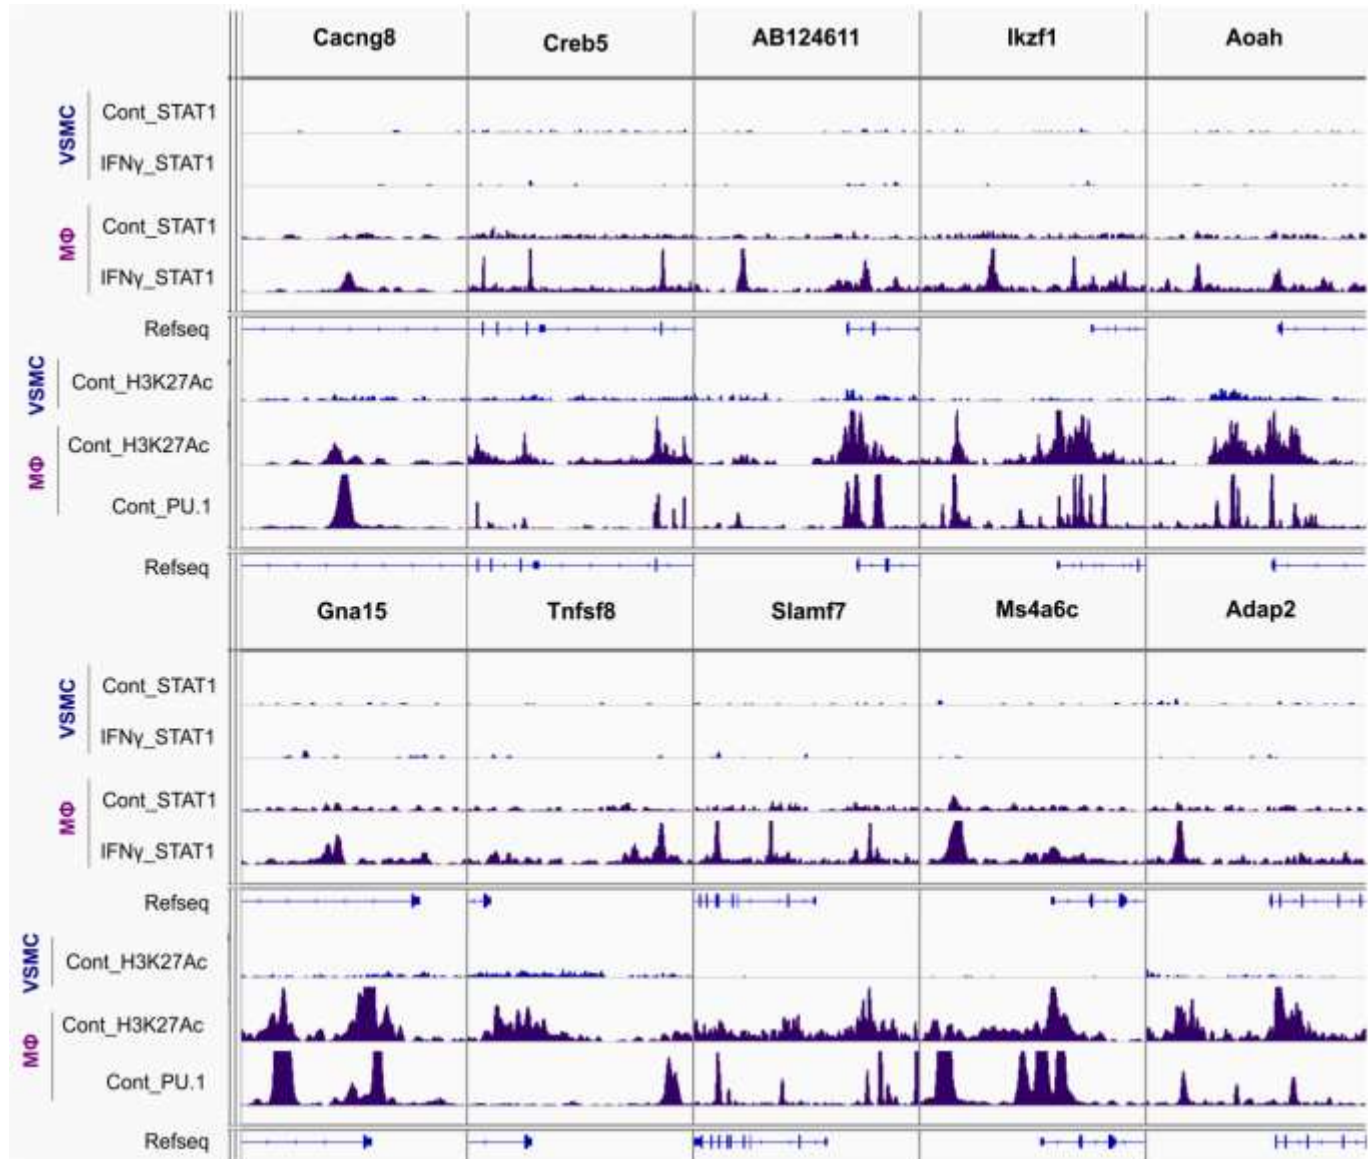 Cacng8 Creb5 AB124611 Ikzf1 Aoah
VSMC
Cont_STAT1
IFNγ_STAT1
MΦ
Cont_STAT1
IFNγ_STAT1
Refseq
VSMC
Cont_H3K27Ac
MΦ
Cont_H3K27Ac
Cont_PU.1
Refseq
Gna15 Tnfsf8 Slamf7 Ms4a6c Adap2
VSMC
Cont_STAT1
IFNγ_STAT1
MΦ
Cont_STAT1
IFNγ_STAT1
Refseq
VSMC
Cont_H3K27Ac
MΦ
Cont_H3K27Ac
Cont_PU.1
Refseq